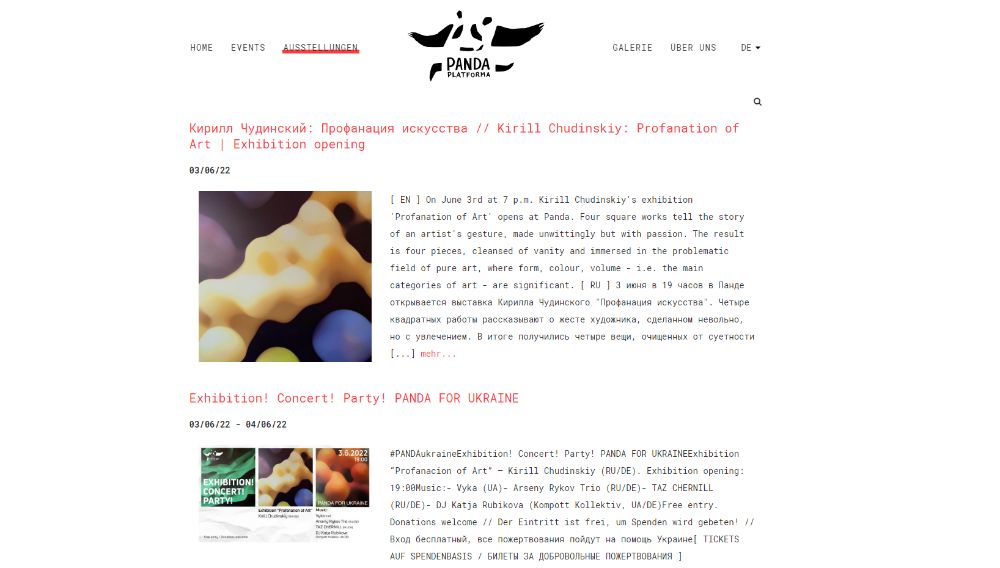 HOME EVENTS AUSSTELLUNGEN
PANDA
PLATFORMA
GALERIE ÜBER UNS DE
Кирилл Чудинский: Профанация искусства // Kirill Chudinskiy: Profanation of
Art | Exhibition opening
03/06/22
[ EN ] On June 3rd at 7 p.m. Kirill Chudinskiy's exhibition
'Profanation of Art' opens at Panda. Four square works tell the story
of an artist's gesture, made unwittingly but with passion. The result
is four pieces, cleansed of vanity and immersed in the problematic
field of pure art, where form, colour, volume - i.e. the main
categories of art - are significant. [ RU ] 3 июня в 19 часов в Панде
открывается выставка Кирилла Чудинского "Профанация искусства". Четыре
квадратных работы рассказывают о жесте художника, сделанном невольно,
но с увлечением. В итоге получились четыре вещи, очищенных от суетности
[...] mehr...
Exhibition! Concert! Party! PANDA FOR UKRAINE
03/06/22 - 04/06/22
EXHIBITION!
CONCERT!
PARTY!
3.6.2022
19:00
PANDA FOR UKRAINE
Exhibition "Profanation of Art"
Kirill Chudinskiy
Music:
Arseny Rykov Trio
TAZ CHERNILL
DJ Katja Rubikova
#PANDAukraineExhibition! Concert! Party! PANDA FOR UKRAINEExhibition
"Profanacion of Art" – Kirill Chudinskiy (RU/DE). Exhibition opening:
19:00Music:- Vyka (UA)- Arseny Rykov Trio (RU/DE)- TAZ CHERNILL
(RU/DE)- DJ Katja Rubikova (Kompott Kollektiv, UA/DE)Free entry.
Donations welcome // Der Eintritt ist frei, um Spenden wird gebeten! //
Вход бесплатный, все пожертвования пойдут на помощь Украине[ TICKETS
AUF SPENDENBASIS / БИЛЕТЫ ЗА ДОБРОВОЛЬНЫЕ ПОЖЕРТВОВАНИЯ ]